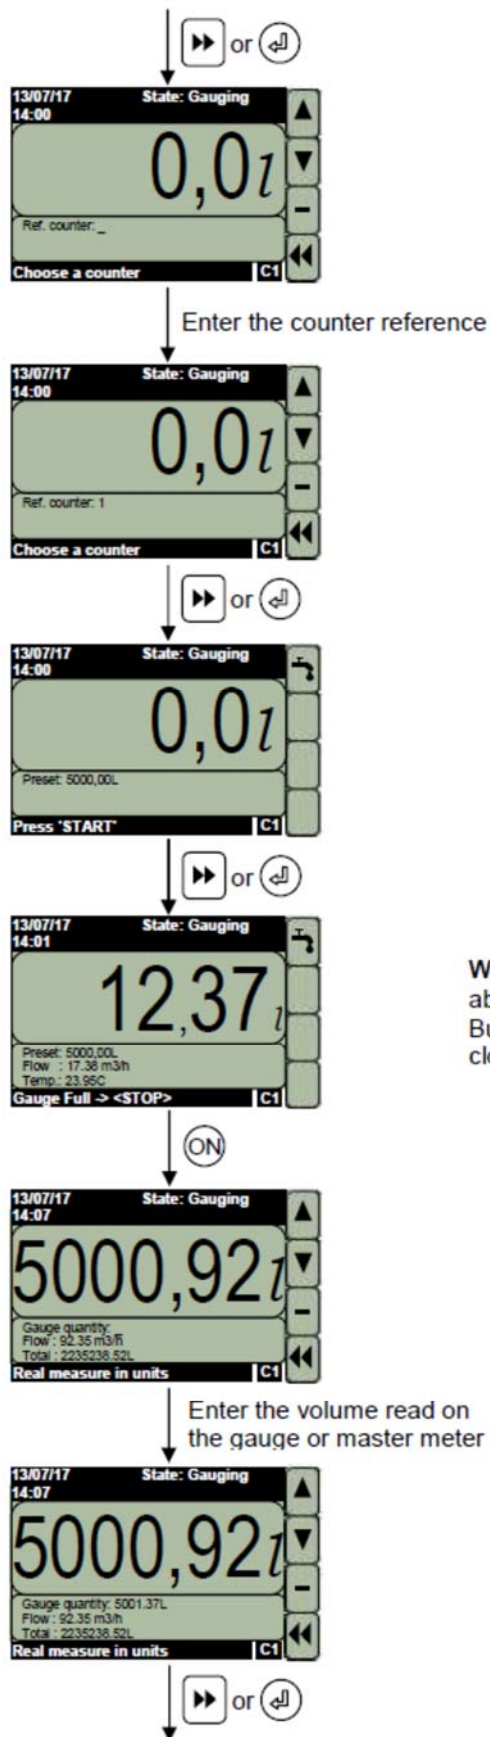 or
13/07/17 State: Gauging
14:00
0,0l
Ref. counter: _
Choose a counter C1
Enter the counter reference
13/07/17 State: Gauging
14:00
0,0l
Ref. counter: 1
Choose a counter C1
or
13/07/17 State: Gauging
14:00
0,0l
Preset: 5000,00L
Press "START" C1
or
13/07/17 State: Gauging
14:01
12,37l
Preset: 5000,00L
Flow : 17.38 m3/h
Temp.: 23.95C
Gauge Full -> <STOP> C1
ON
13/07/17 State: Gauging
14:07
5000,92l
Gauge quantity:
Flow : 92.35 m3/h
Total : 2235238.52L
Real measure in units C1
Enter the volume read on
the gauge or master meter
13/07/17 State: Gauging
14:07
5000,92l
Gauge quantity: 5001.37L
Flow : 92.35 m3/h
Total : 2235238.52L
Real measure in units C1
or